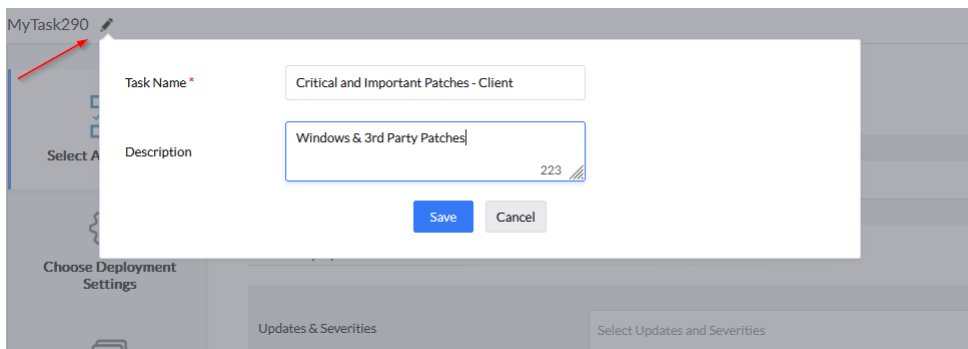 MyTask290
Task Name *
Critical and Important Patches - Client
Description
Windows & 3rd Party Patches
223
Save
Cancel
Select A
Choose Deployment
Settings
Updates & Severities
Select Updates and Severities